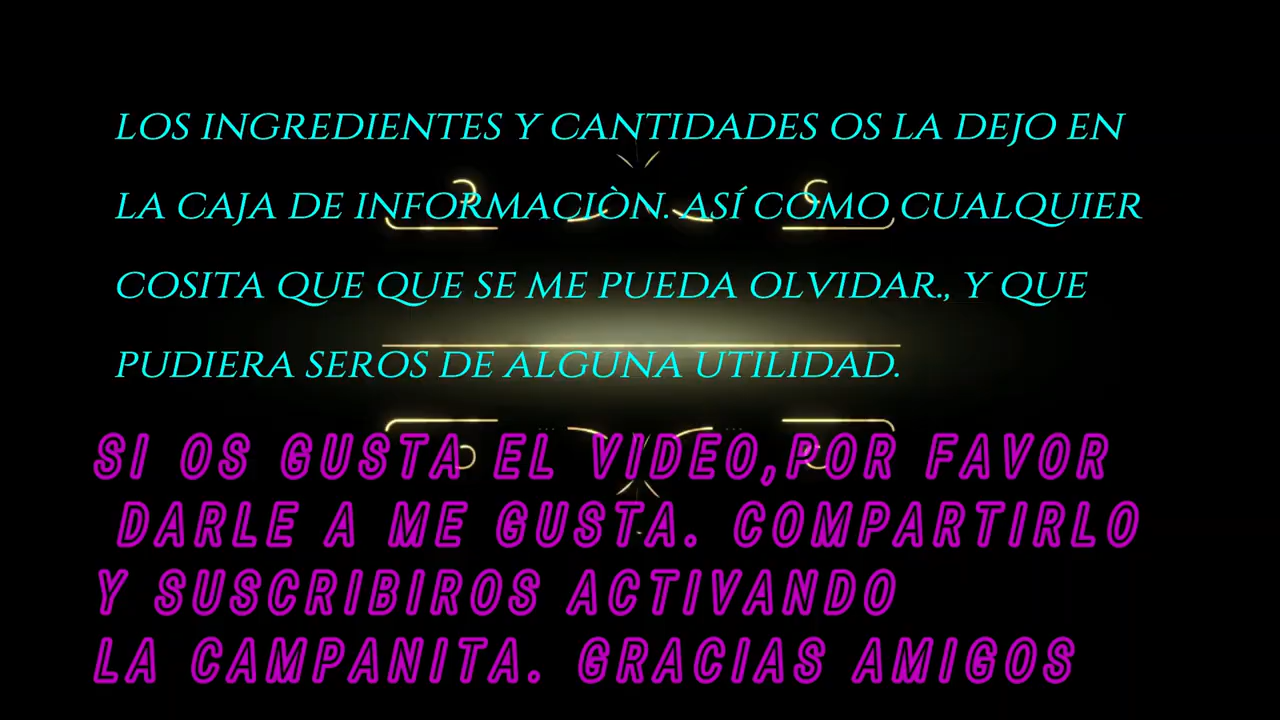 LOS INGREDIENTES Y CANTIDADES OS LA DEJO EN
LA CAJA DE INFORMACIÒN. ASÍ COMO CUALQUIER
COSITA QUE QUE SE ME PUEDA OLVIDAR., Y QUE
PUDIERA SEROS DE ALGUNA UTILIDAD.
SI OS GUSTA EL VIDEO,POR FAVOR
DARLE A ME GUSTA. COMPARTIRLO
Y SUSCRIBIROS ACTIVANDO
LA CAMPANITA. GRACIAS AMIGOS